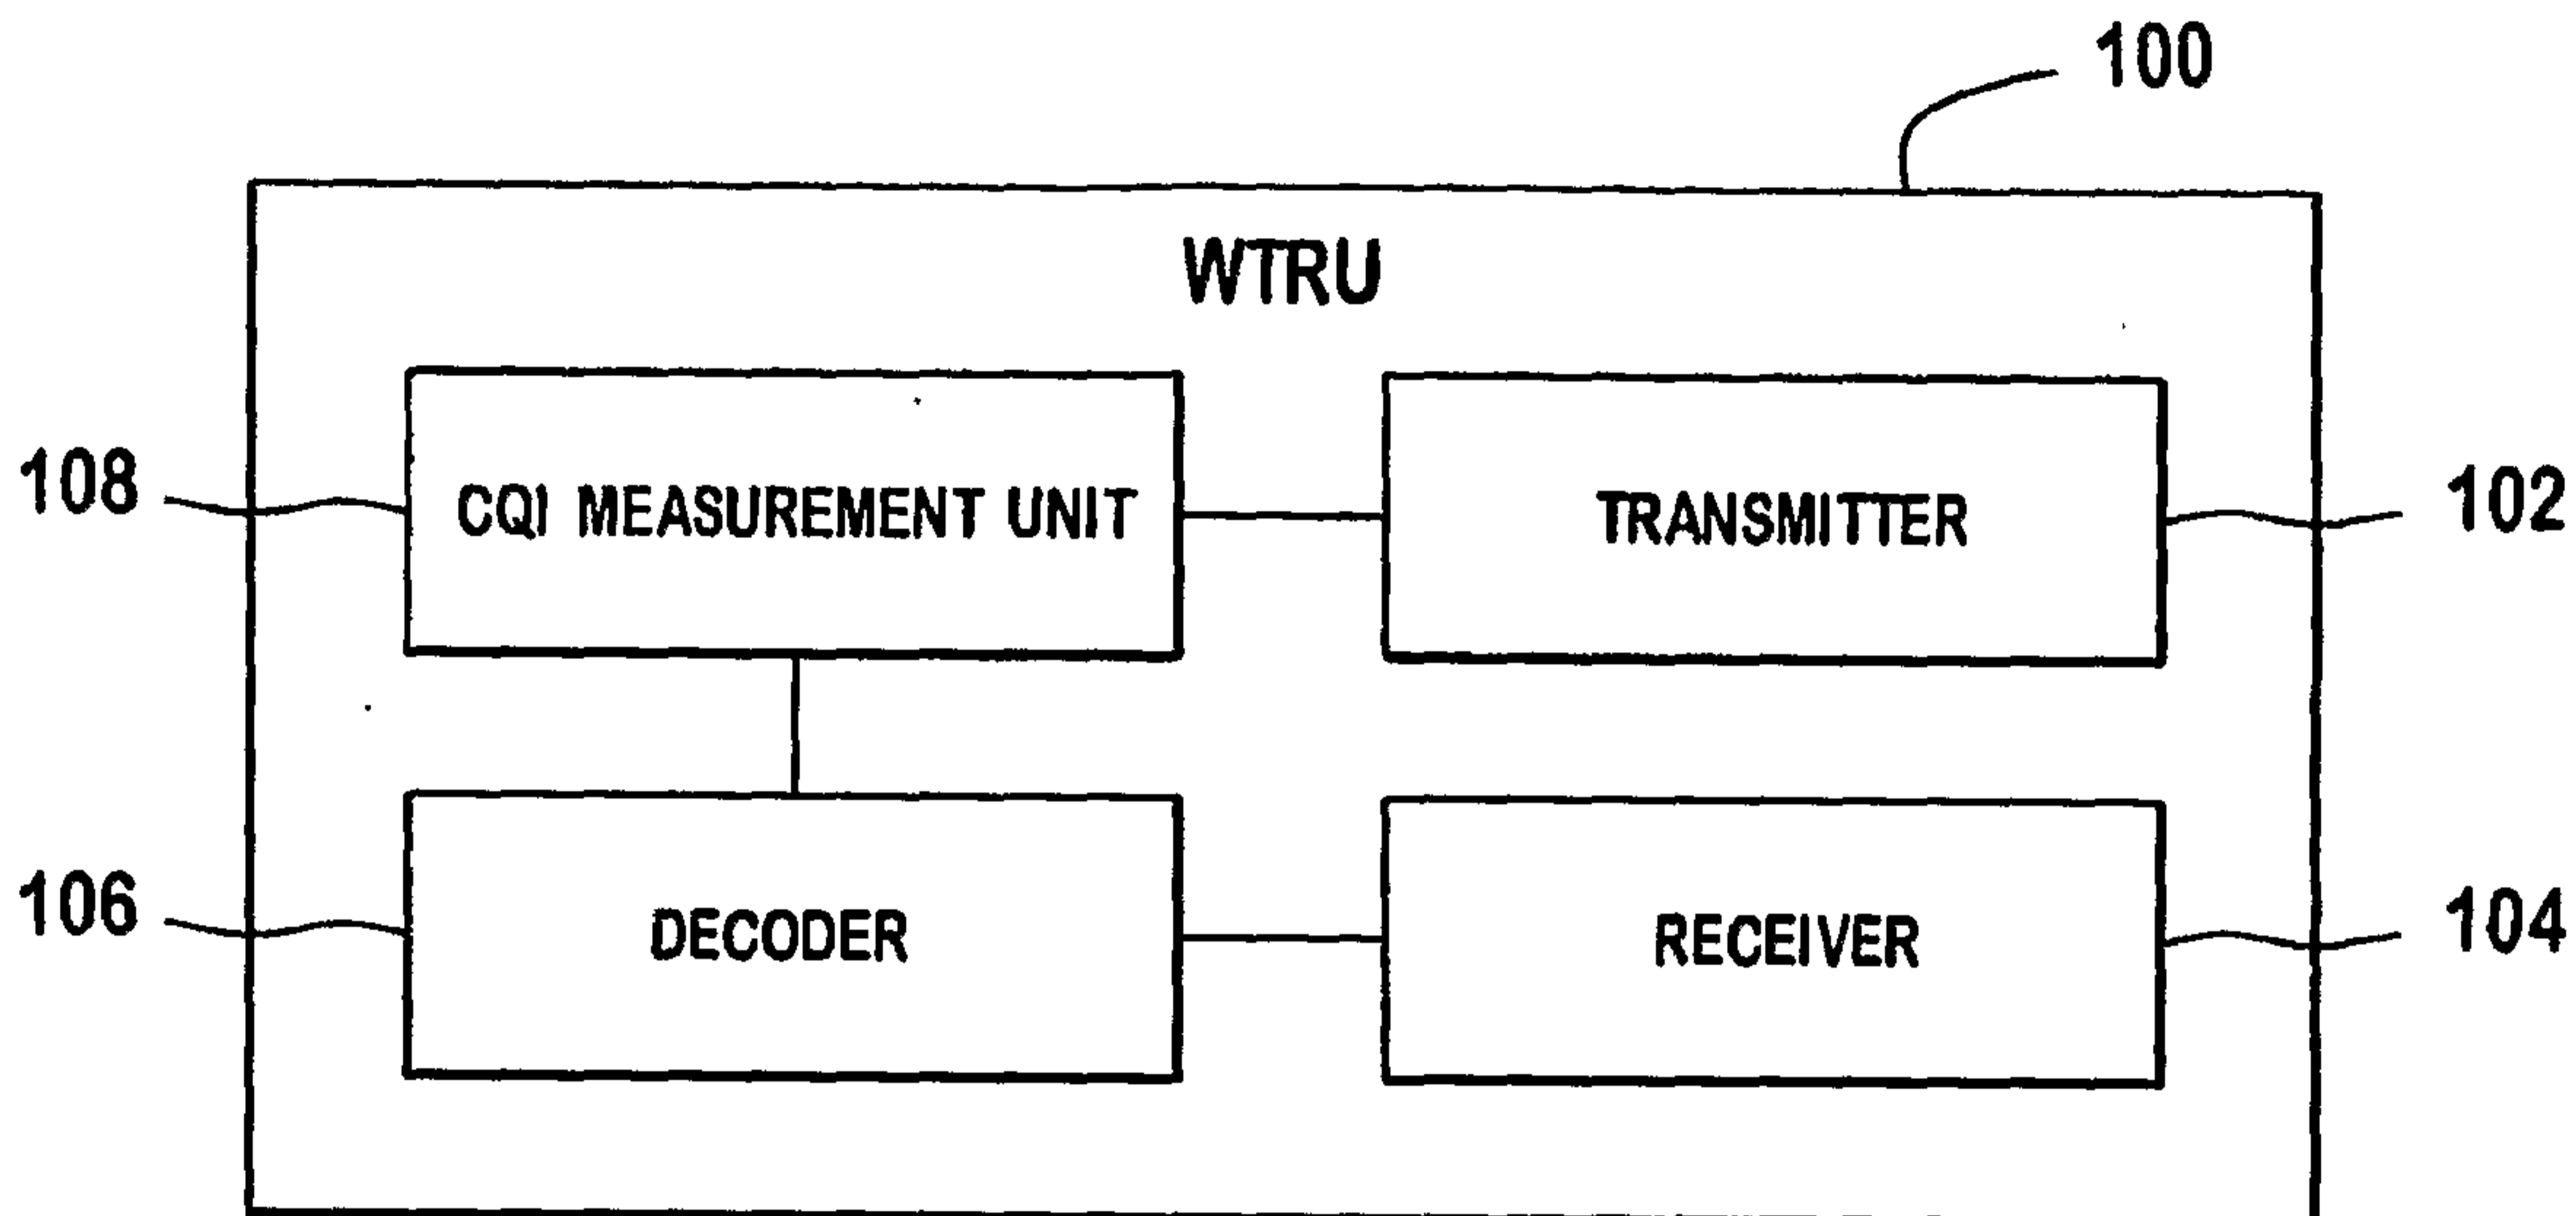 100
WTRU
108 CQI MEASUREMENT UNIT TRANSMITTER 102
106 DECODER RECEIVER 104